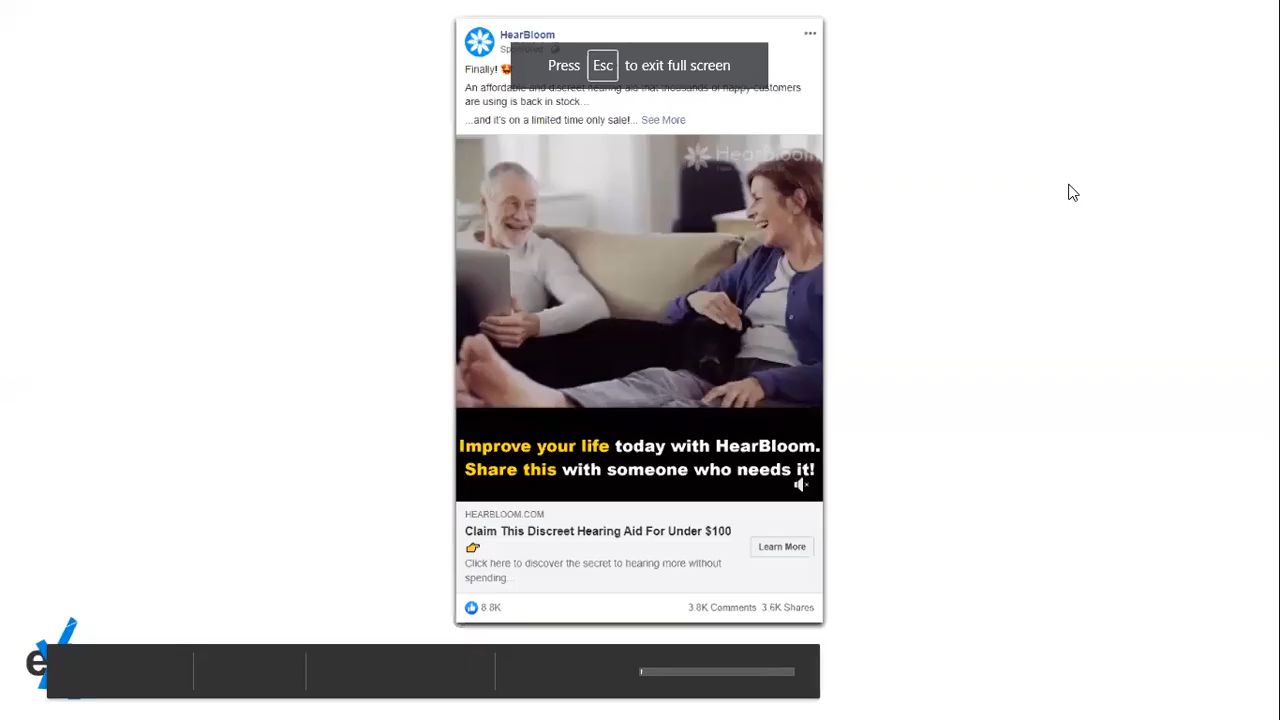 HearBloom
Finally!
Press Esc to exit full screen
An affordable and discreet hearing aid that thousands of happy customers
are using is back in stock...
...and it's on a limited time only sale!... See More
HearBloom
Improve your life today with HearBloom.
Share this with someone who needs it!
HEARBLOOM.COM
Claim This Discreet Hearing Aid For Under $100
Learn More
Click here to discover the secret to hearing more without
spending...
8.8K
3.8K Comments 3.6K Shares
e